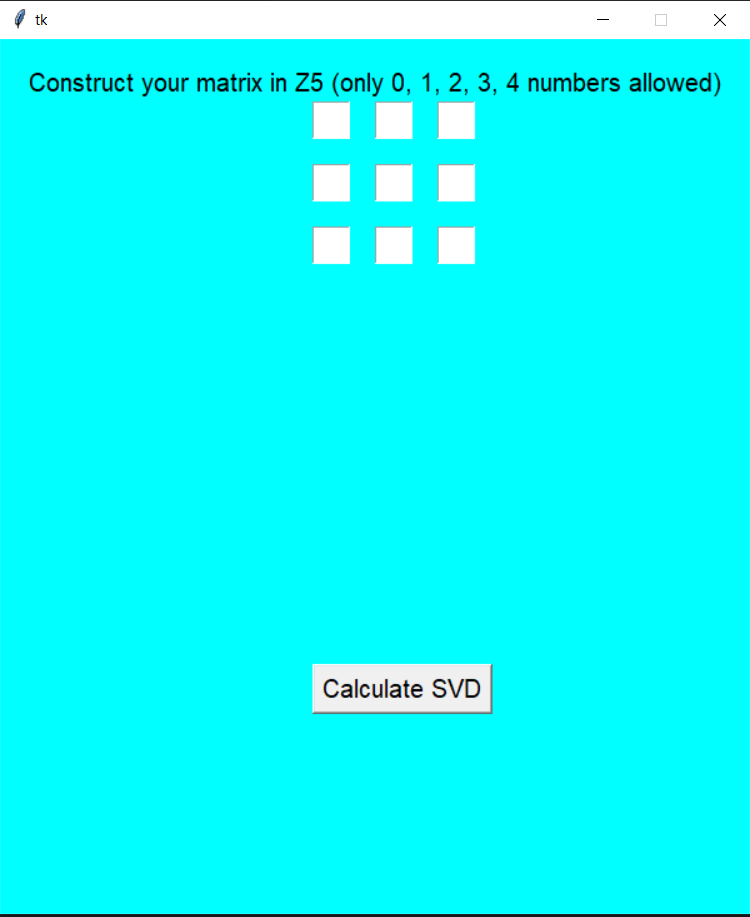 tk
Construct your matrix in Z5 (only 0, 1, 2, 3, 4 numbers allowed)
Calculate SVD